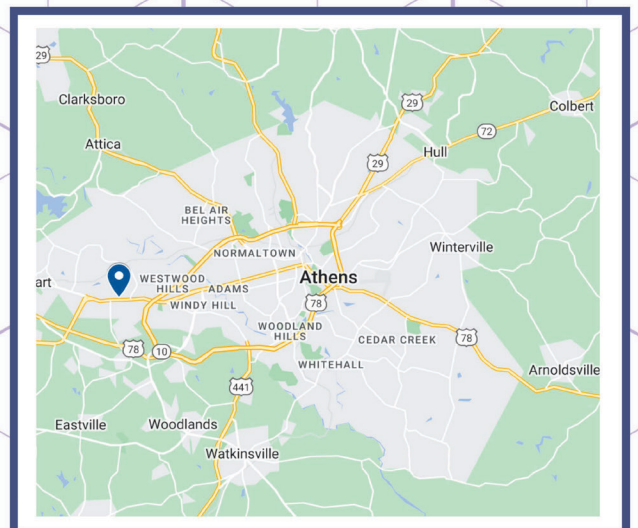 29
Clarksboro
29
Colbert
72
Attica
Hull
29
BEL AIR
HEIGHTS
NORMALTOWN
Winterville
art
WESTWOOD
HILLS
ADAMS
Athens
WINDY HILL
78
WOODLAND
HILLS
CEDAR CREEK
78
78
10
WHITEHALL
Arnoldsville
441
Eastville
Woodlands
Watkinsville